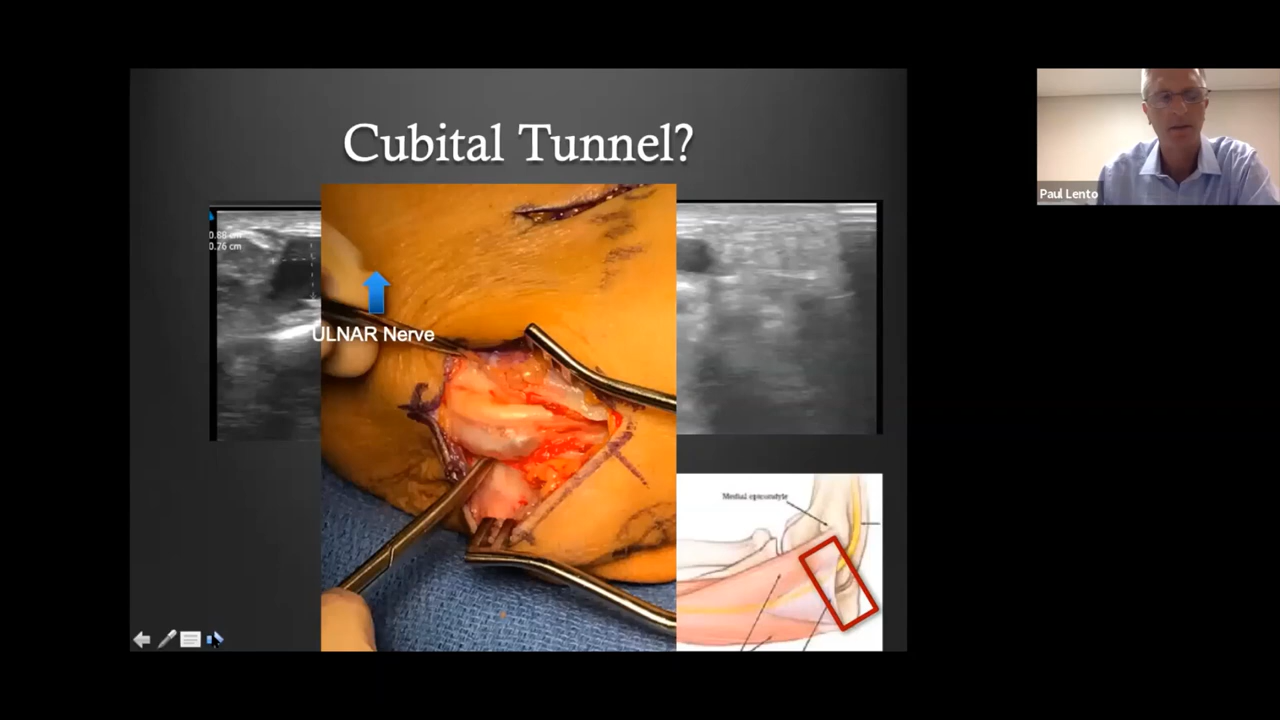 Cubital Tunnel?
Paul Lento
0.88 cm
0.76 cm
ULNAR Nerve
Medial epicondyle